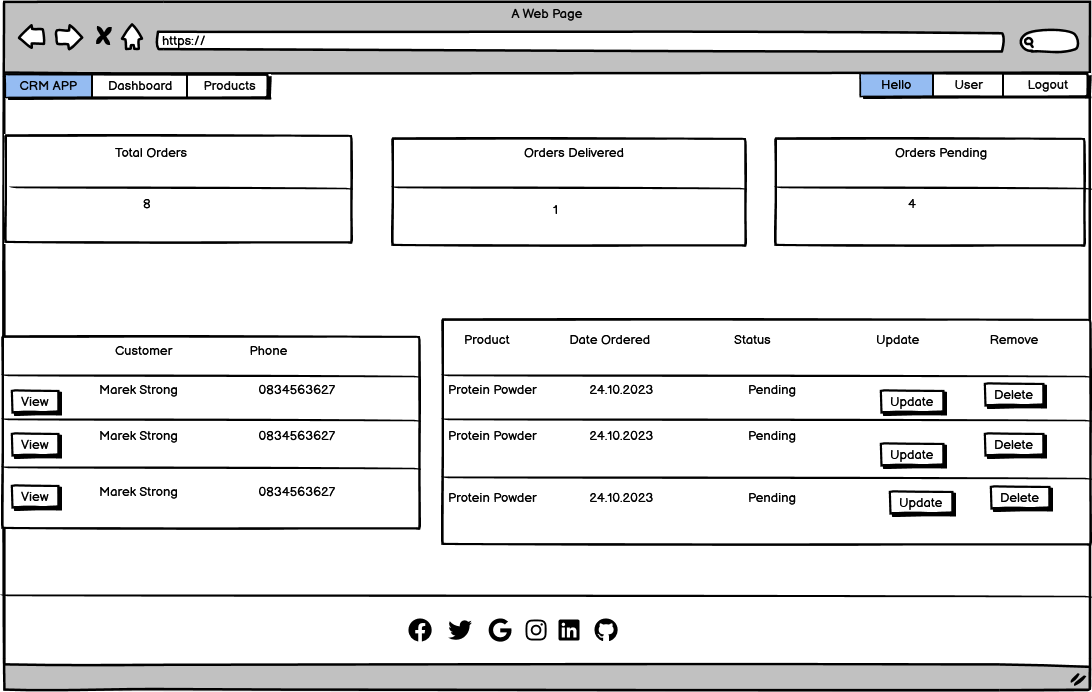 A Web Page
https://
CRM APP Dashboard Products Hello User Logout
Total Orders
8
Orders Delivered
1
Orders Pending
4
Customer Phone
View Marek Strong 0834563627
View Marek Strong 0834563627
View Marek Strong 0834563627
Product Date Ordered Status Update Remove
Protein Powder 24.10.2023 Pending Update Delete
Protein Powder 24.10.2023 Pending Update Delete
Protein Powder 24.10.2023 Pending Update Delete